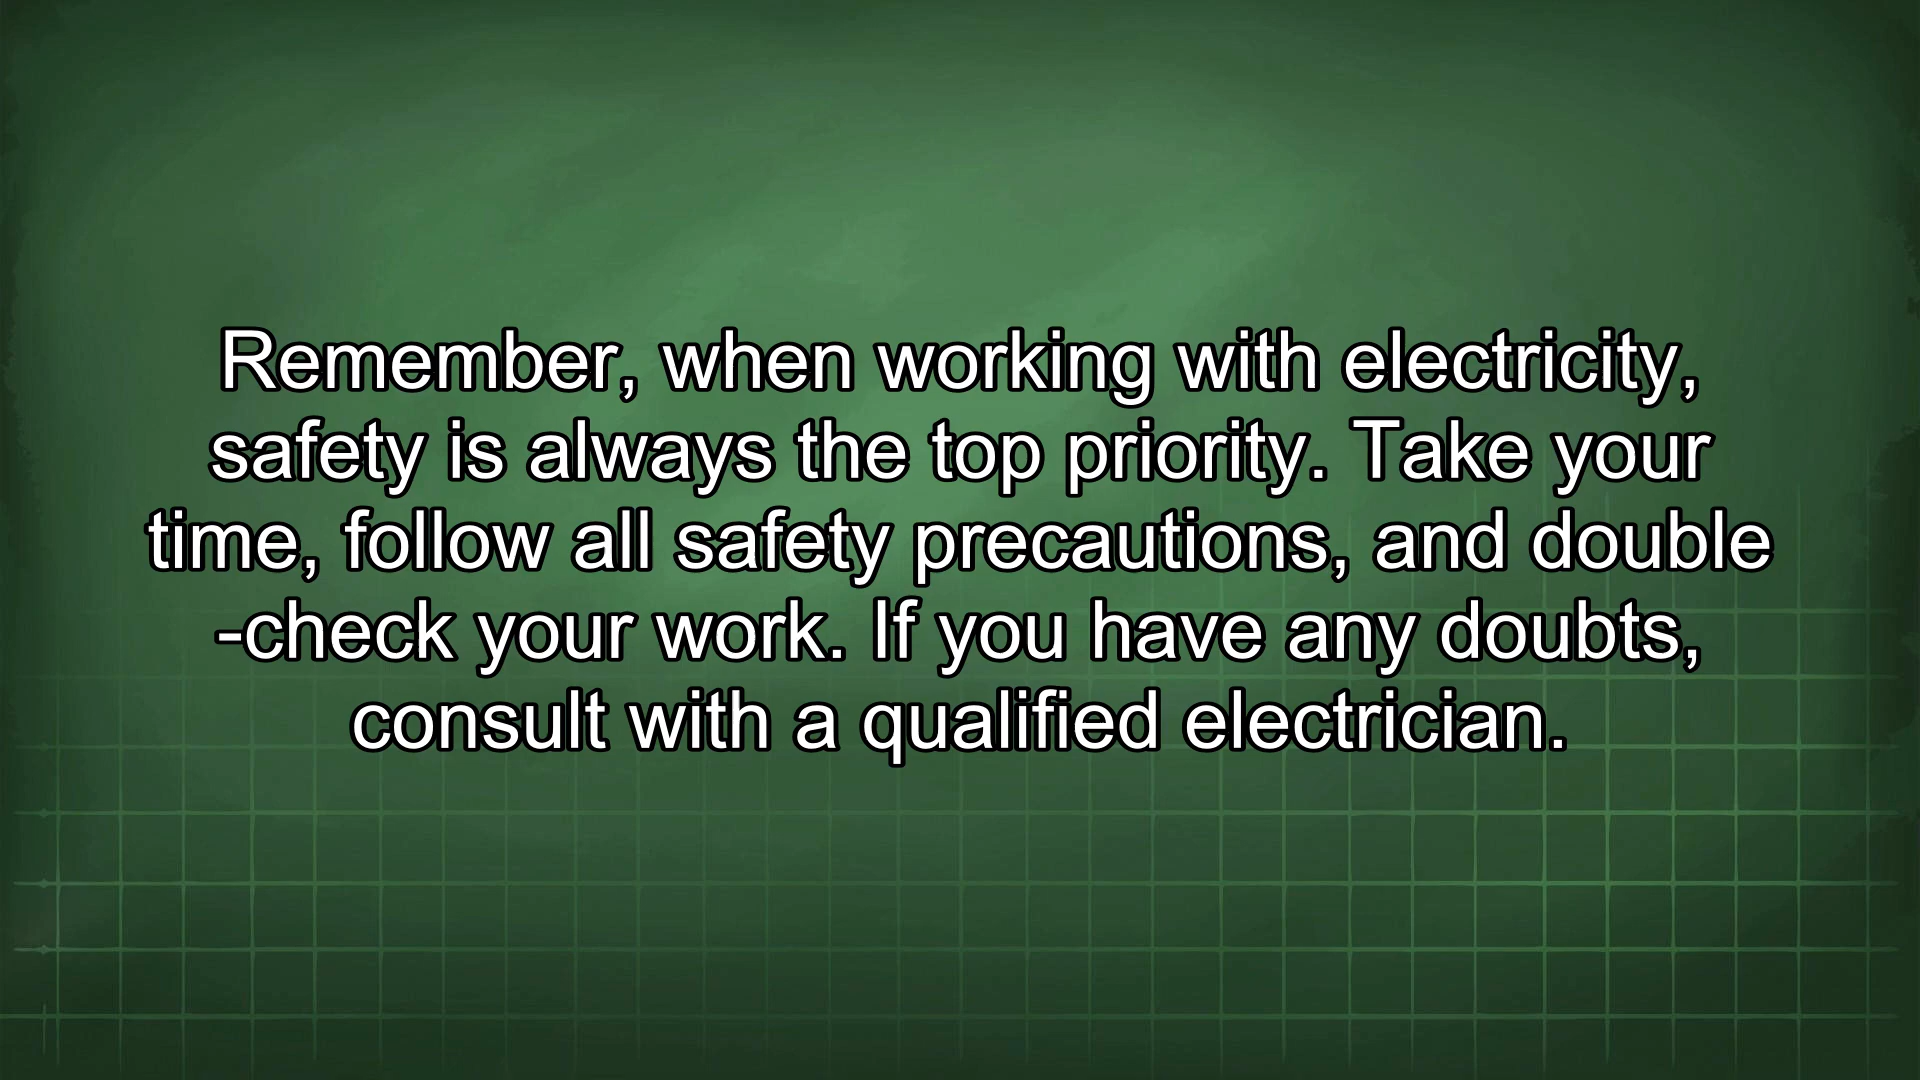 Remember, when working with electricity,
safety is always the top priority. Take your
time, follow all safety precautions, and double
-check your work. If you have any doubts,
consult with a qualified electrician.